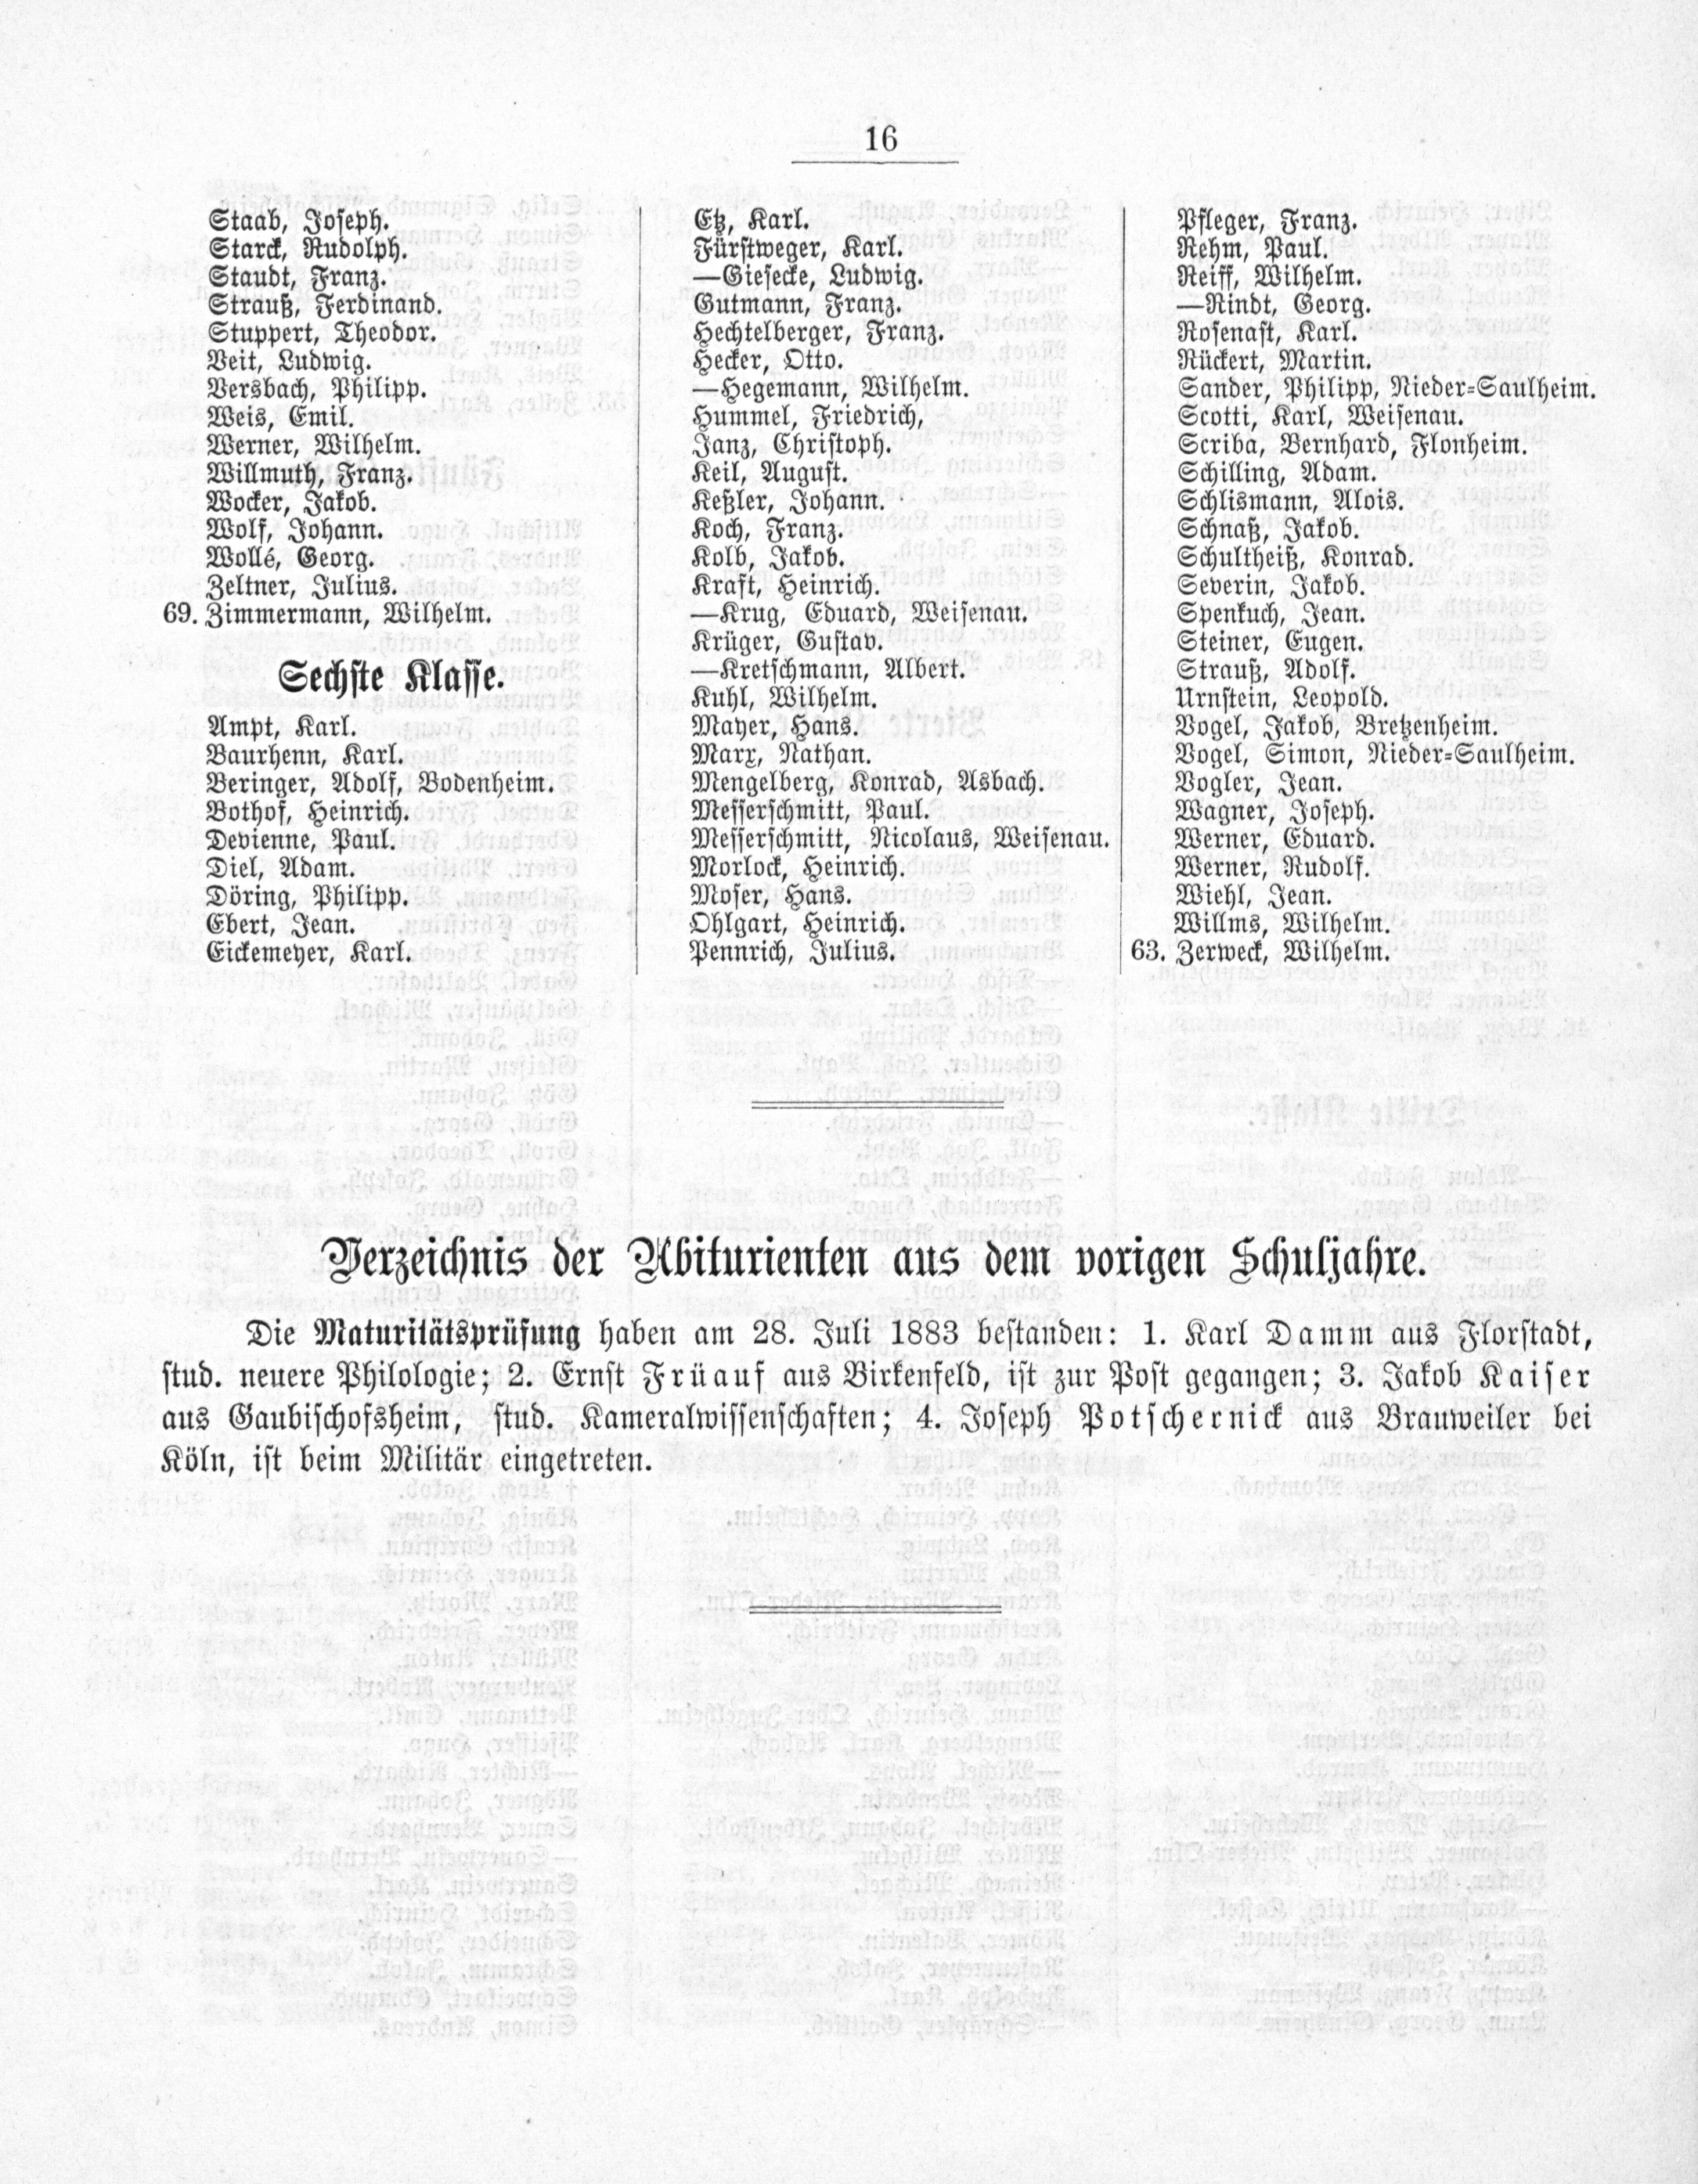 16
Staab, Joseph.
Starck, Rudolph.
Staudt, Franz.
Strauß, Ferdinand.
Stuppert, Theodor.
Veit, Ludwig.
Versbach, Philipp.
Weis, Emil.
Werner, Wilhelm.
Willmuth, Franz.
Wocker, Jakob.
Wolf, Johann.
Wollé, Georg.
Zeltner, Julius.
69. Zimmermann, Wilhelm.
Sechste Klasse.
Ampt, Karl.
Baurhenn, Karl.
Beringer, Adolf, Bodenheim.
Bothof, Heinrich.
Devienne, Paul.
Diel, Adam.
Döring, Philipp.
Ebert, Jean.
Eickemeyer, Karl.
Etz, Karl.
Fürstweger, Karl.
—Giesecke, Ludwig.
Gutmann, Franz.
Hechtelberger, Franz.
Hecker, Otto.
—Hegemann, Wilhelm.
Hummel, Friedrich,
Janz, Christoph.
Keil, August.
Keßler, Johann.
Koch, Franz.
Kolb, Jakob.
Kraft, Heinrich.
—Krug, Eduard, Weisenau.
Krüger, Gustav.
—Kretschmann, Albert.
Kuhl, Wilhelm.
Mayer, Hans.
Marx, Nathan.
Mengelberg, Konrad, Asbach.
Messerschmitt, Paul.
Messerschmitt, Nicolaus, Weisenau.
Morlock, Heinrich.
Moser, Hans.
Ohlgart, Heinrich.
Pennrich, Julius.
Pfleger, Franz.
Rehm, Paul.
Reiff, Wilhelm.
—Rindt, Georg.
Rosenast, Karl.
Rückert, Martin.
Sander, Philipp, Nieder-Saulheim.
Scotti, Karl, Weisenau.
Scriba, Bernhard, Flonheim.
Schilling, Adam.
Schlismann, Alois.
Schnaß, Jakob.
Schultheiß, Konrad.
Severin, Jakob.
Spenkuch, Jean.
Steiner, Eugen.
Strauß, Adolf.
Urnstein, Leopold.
Vogel, Jakob, Bretzenheim.
Vogel, Simon, Nieder-Saulheim.
Vogler, Jean.
Wagner, Joseph.
Werner, Eduard.
Werner, Rudolf.
Wiehl, Jean.
Willms, Wilhelm.
63. Zerweck, Wilhelm.
Verzeichnis der Abiturienten aus dem vorigen Schuljahre.
Die Maturitätsprüfung haben am 28. Juli 1883 bestanden: 1. Karl Damm aus Florstadt,
stud. neuere Philologie; 2. Ernst Früauf aus Birkenfeld, ist zur Post gegangen; 3. Jakob Kaiser
aus Gaubischofsheim, stud. Kameralwissenschaften; 4. Joseph Potschernick aus Brauweiler bei
Köln, ist beim Militär eingetreten.